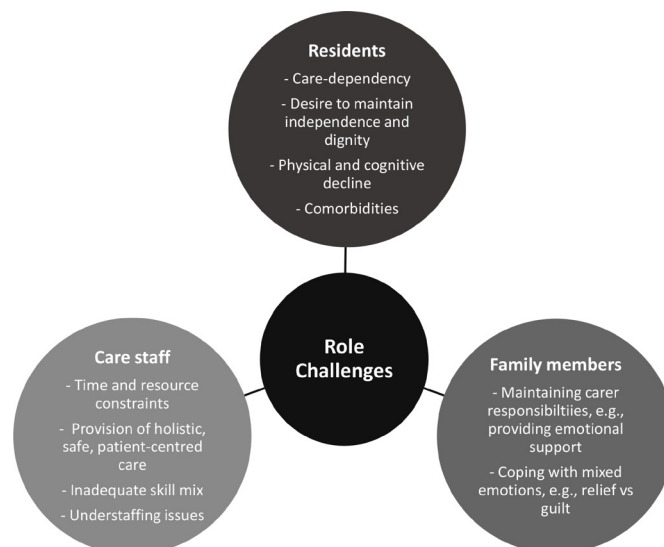 Residents
- Care-dependency
- Desire to maintain
independence and
dignity
- Physical and cognitive
decline
- Comorbidities
Role
Challenges
Care staff
- Time and resource
constraints
- Provision of holistic,
safe, patient-centred
care
- Inadequate skill mix
- Understaffing issues
Family members
- Maintaining carer
responsibiltiies, e.g.,
providing emotional
support
- Coping with mixed
emotions, e.g., relief vs
guilt